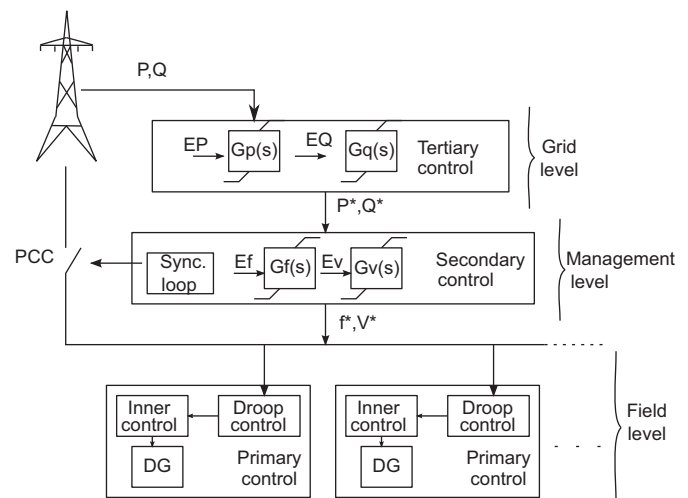 P,Q
EP
Gp(s)
EQ
Gq(s)
Tertiary
control
Grid
level
P*,Q*
PCC
Sync.
loop
Ef
Gf(s)
Ev
Gv(s)
Secondary
control
Management
level
f*,V*
Inner
control
Droop
control
DG
Primary
control
Inner
control
Droop
control
DG
Primary
control
Field
level